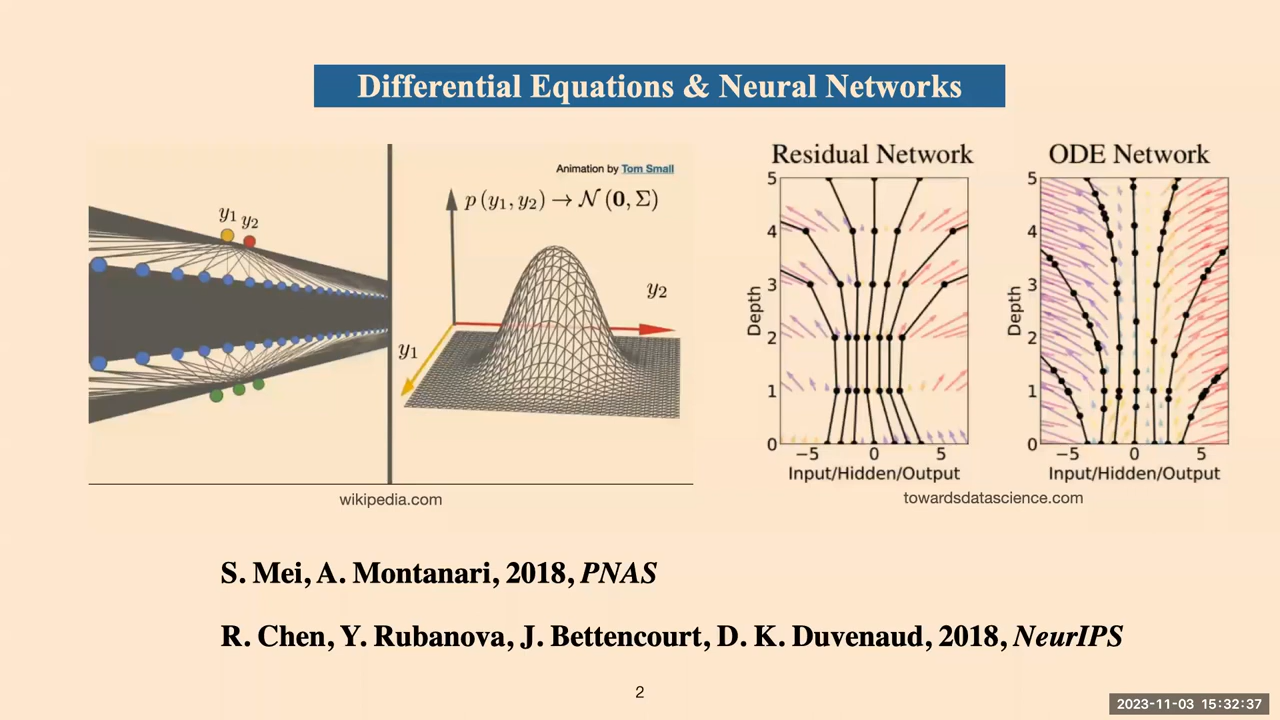 Differential Equations & Neural Networks
Animation by Tom Small
y1 y2
p (y1, y2) → N (0, Σ)
y2
y1
wikipedia.com
Residual Network
5
4
3
2
1
0
Depth
−5 0 5
Input/Hidden/Output
ODE Network
5
4
3
2
1
0
Depth
−5 0 5
Input/Hidden/Output
towardsdatascience.com
S. Mei, A. Montanari, 2018, PNAS
R. Chen, Y. Rubanova, J. Bettencourt, D. K. Duvenaud, 2018, NeurIPS
2
2023-11-03 15:32:37